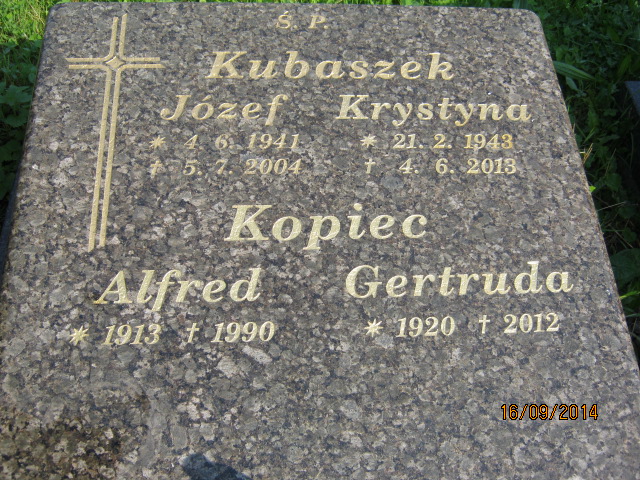 Ś. P.
Kubaszek
Józef Krystyna
* 4. 6. 1941 * 21. 2. 1943
† 5. 7. 2004 † 4. 6. 2013
Kopiec
Alfred Gertruda
* 1913 † 1990 * 1920 † 2012
16/09/2014